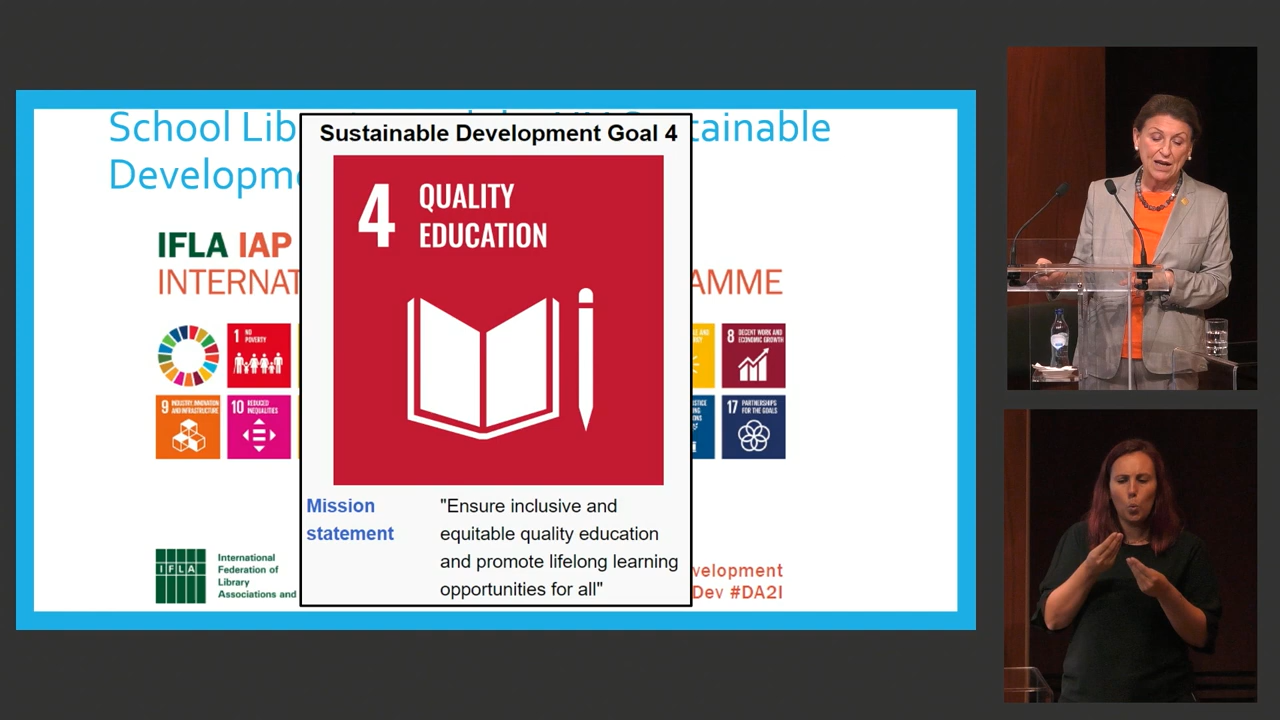 School Lib
tainable
Developme
Sustainable Development Goal 4
4 QUALITY
EDUCATION
IFLA IAP
INTERNAT
AMME
1 NO
POVERTY
8 DECENT WORK AND
ECONOMIC GROWTH
9 INDUSTRY, INNOVATION
AND INFRASTRUCTURE
10 REDUCED
INEQUALITIES
17 PARTNERSHIPS
FOR THE GOALS
Mission
statement
"Ensure inclusive and
equitable quality education
and promote lifelong learning
opportunities for all"
IFLA
International
Federation of
Library
Associations and
velopment
Dev #DA2I